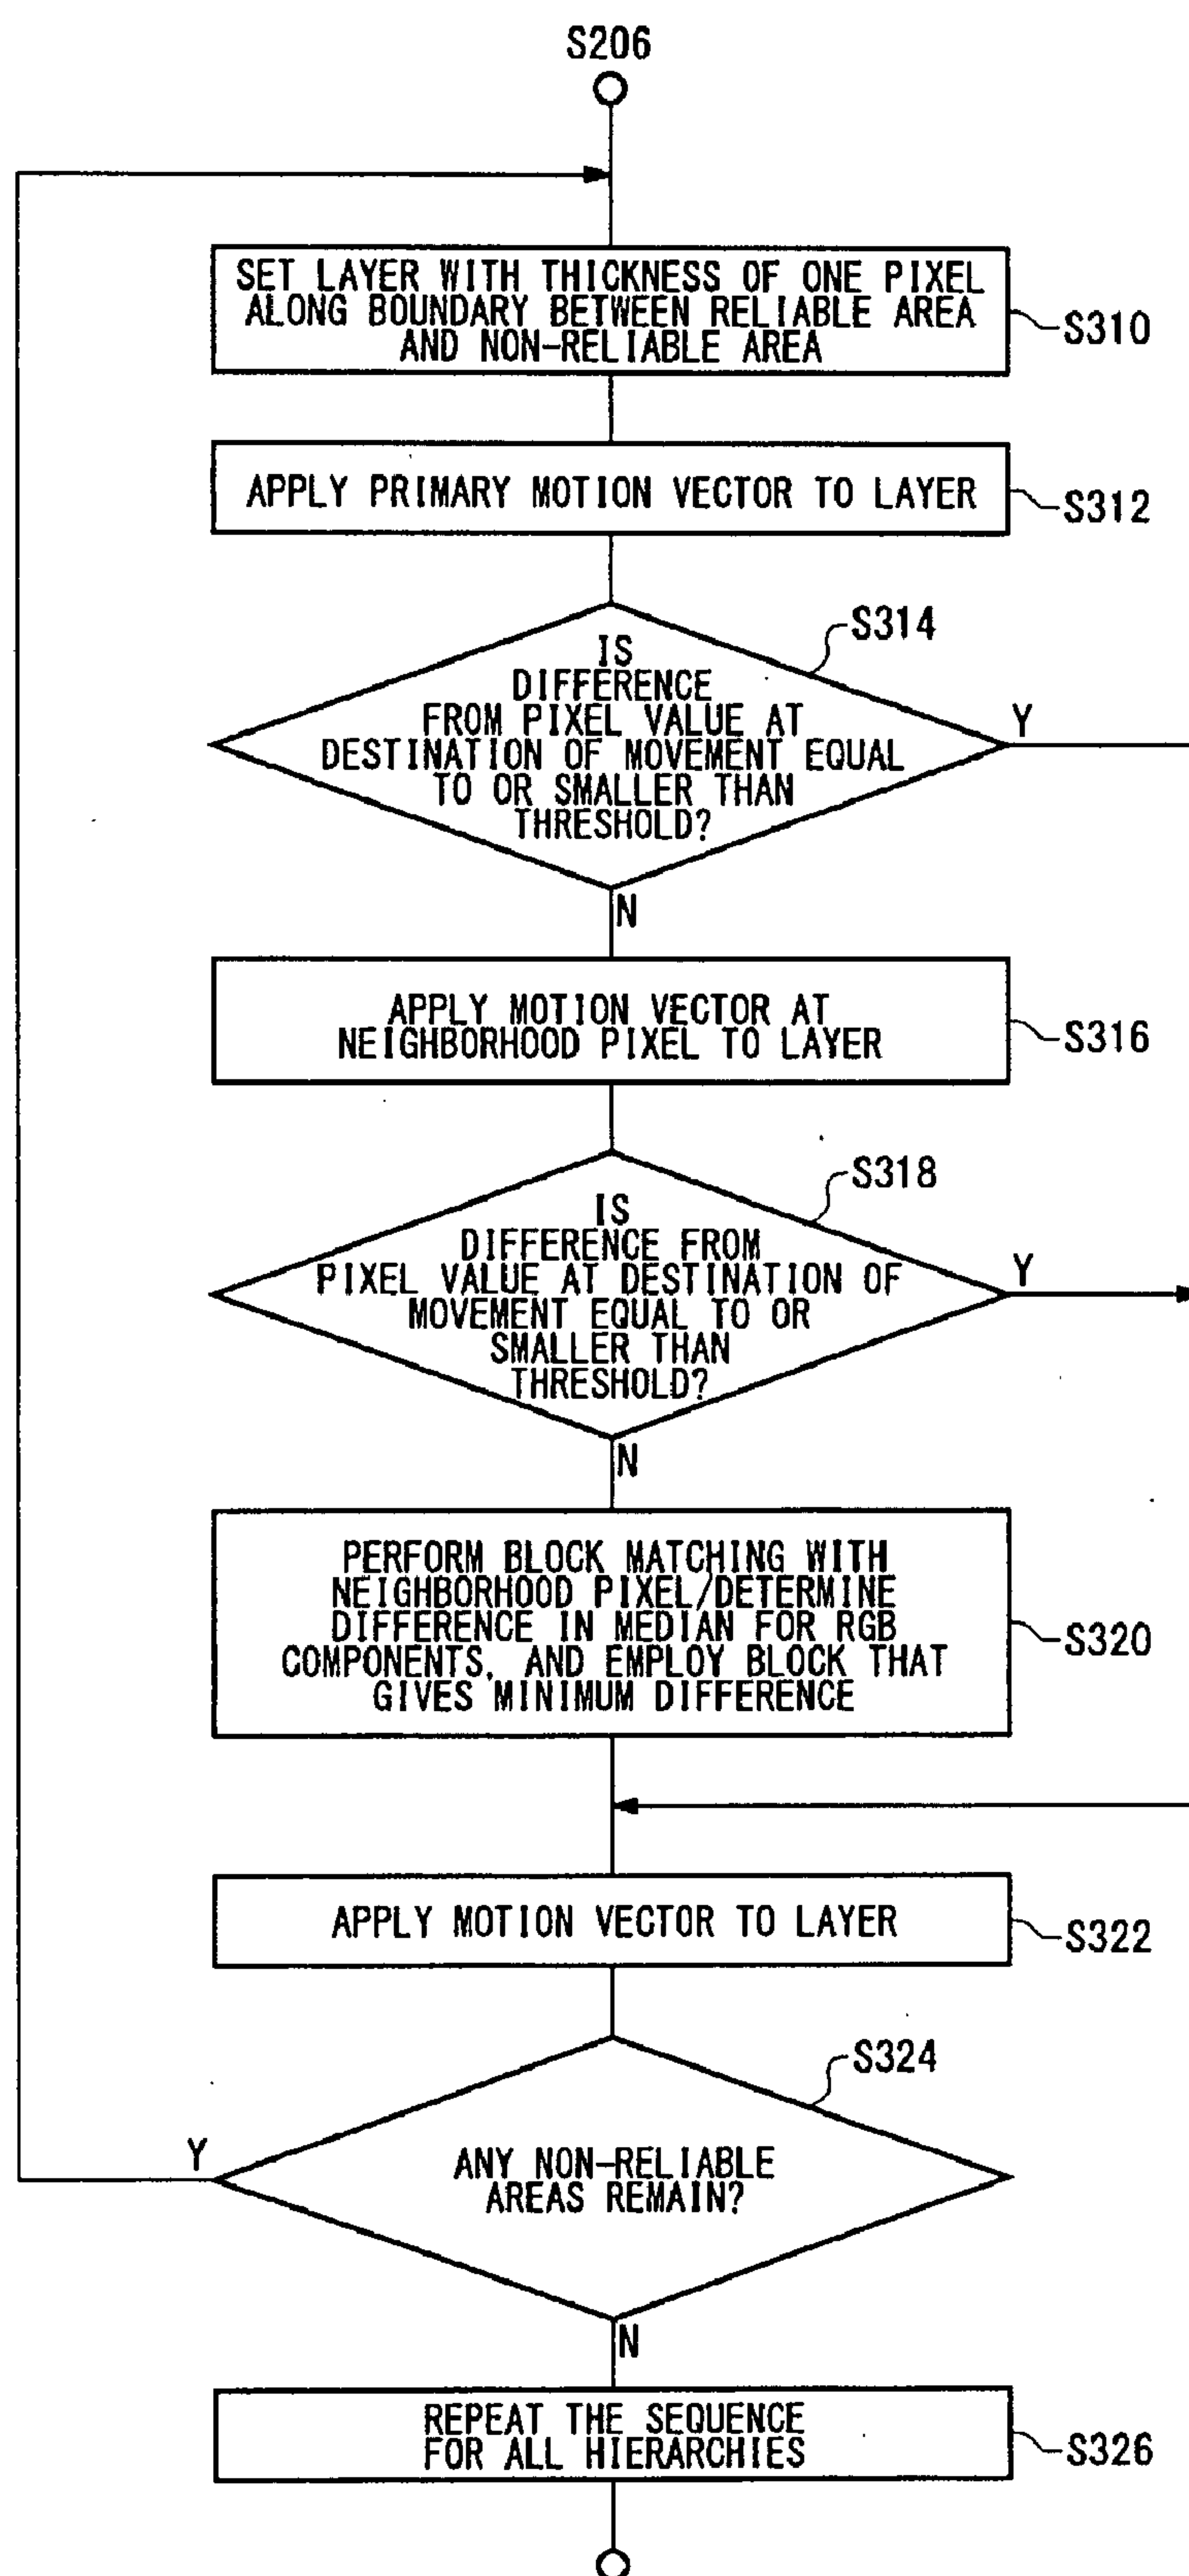 S206
SET LAYER WITH THICKNESS OF ONE PIXEL
ALONG BOUNDARY BETWEEN RELIABLE AREA
AND NON-RELIABLE AREA
S310
APPLY PRIMARY MOTION VECTOR TO LAYER
S312
S314
IS
DIFFERENCE
FROM PIXEL VALUE AT
DESTINATION OF MOVEMENT EQUAL
TO OR SMALLER THAN
THRESHOLD?
Y
N
APPLY MOTION VECTOR AT
NEIGHBORHOOD PIXEL TO LAYER
S316
S318
IS
DIFFERENCE FROM
PIXEL VALUE AT DESTINATION OF
MOVEMENT EQUAL TO OR
SMALLER THAN
THRESHOLD?
Y
N
PERFORM BLOCK MATCHING WITH
NEIGHBORHOOD PIXEL/DETERMINE
DIFFERENCE IN MEDIAN FOR RGB
COMPONENTS, AND EMPLOY BLOCK THAT
GIVES MINIMUM DIFFERENCE
S320
APPLY MOTION VECTOR TO LAYER
S322
S324
Y
ANY NON-RELIABLE
AREAS REMAIN?
N
REPEAT THE SEQUENCE
FOR ALL HIERARCHIES
S326